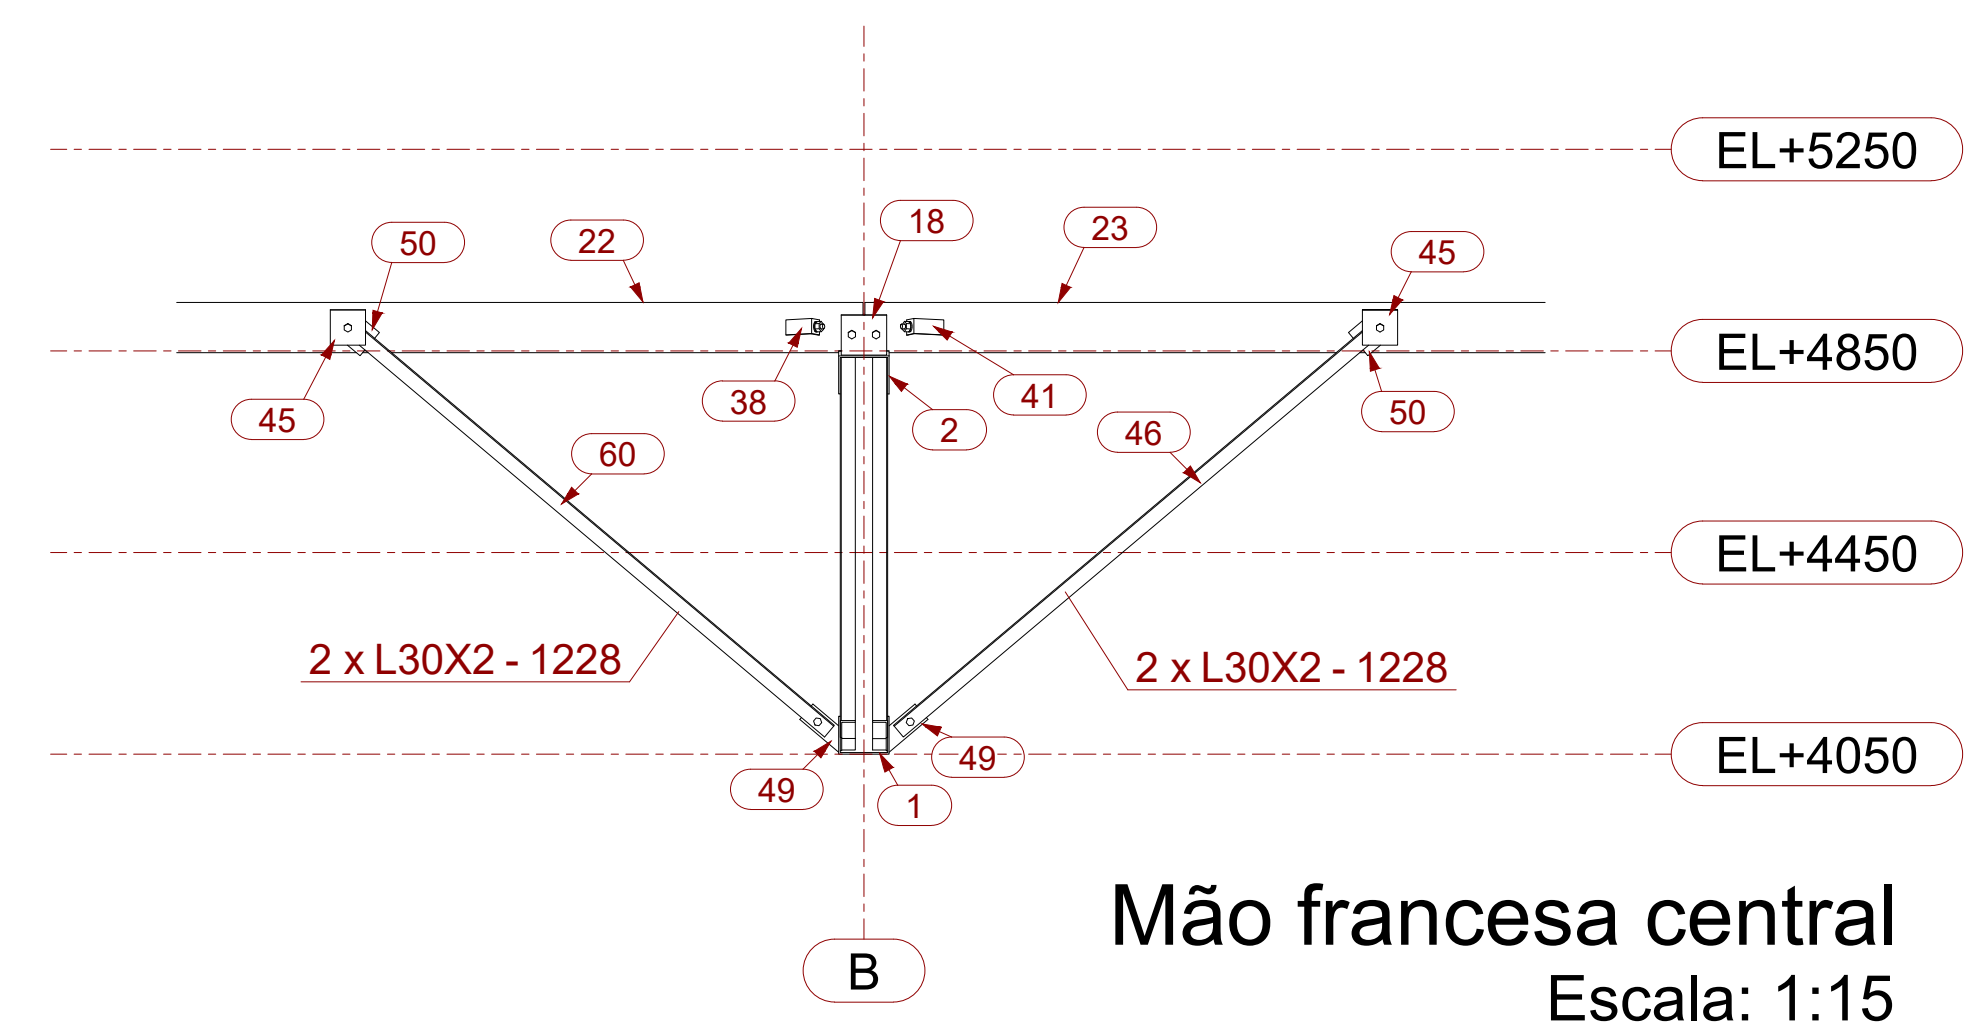 EL+5250
18
23
22
50
45
EL+4850
41
38
50
45
2
46
60
EL+4450
2 x L30X2 - 1228
2 x L30X2 - 1228
EL+4050
49
49
1
Mão francesa central
B
Escala: 1:15